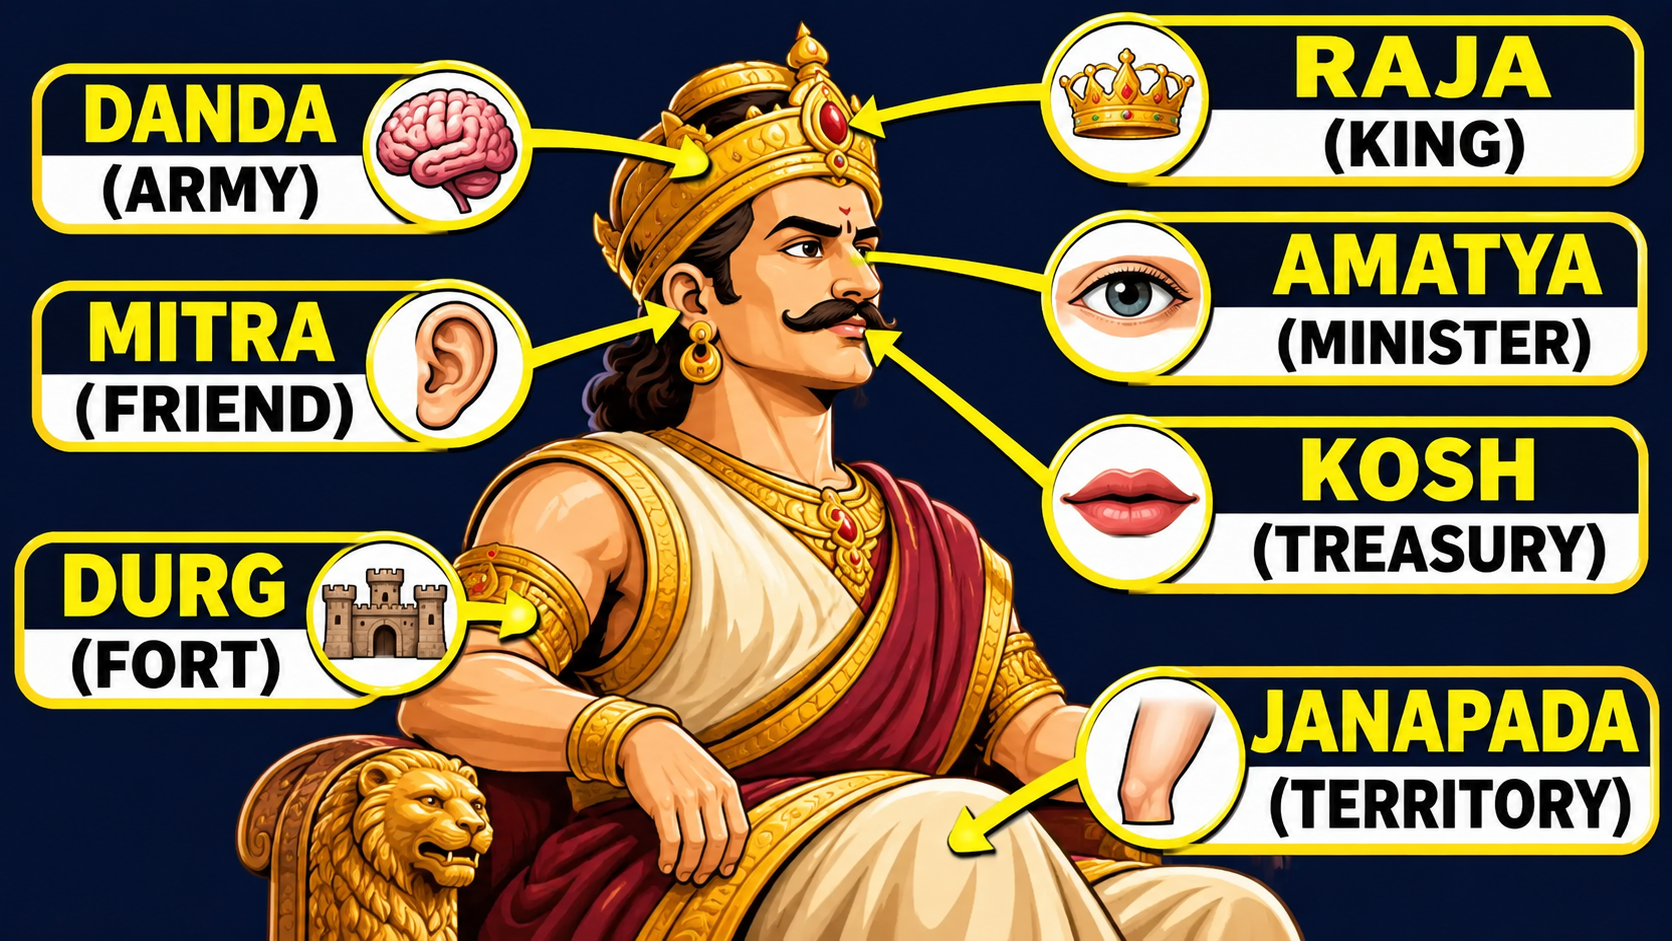 DANDA
(ARMY)
MITRA
(FRIEND)
DURG
(FORT)
RAJA
(KING)
AMATYA
(MINISTER)
KOSH
(TREASURY)
JANAPADA
(TERRITORY)